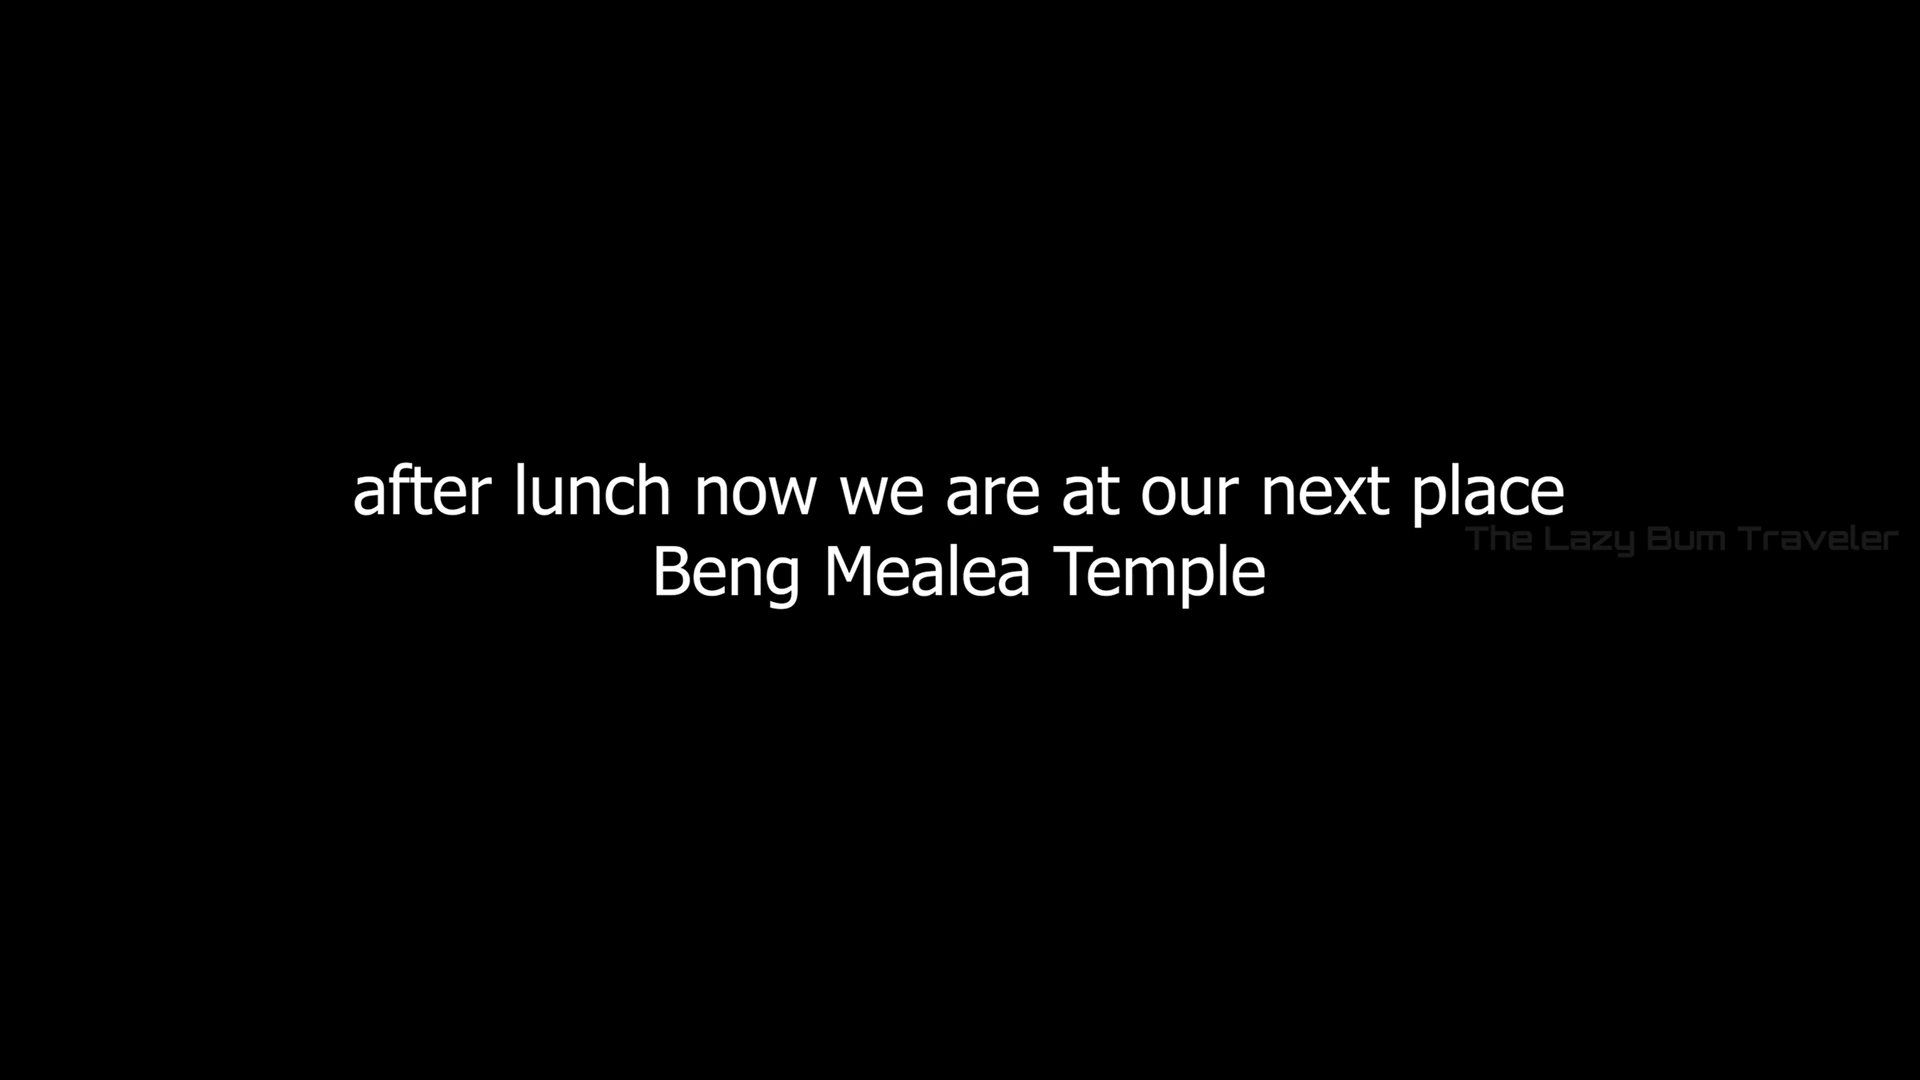 after lunch now we are at our next place
The Lazy Bum Traveler
Beng Mealea Temple